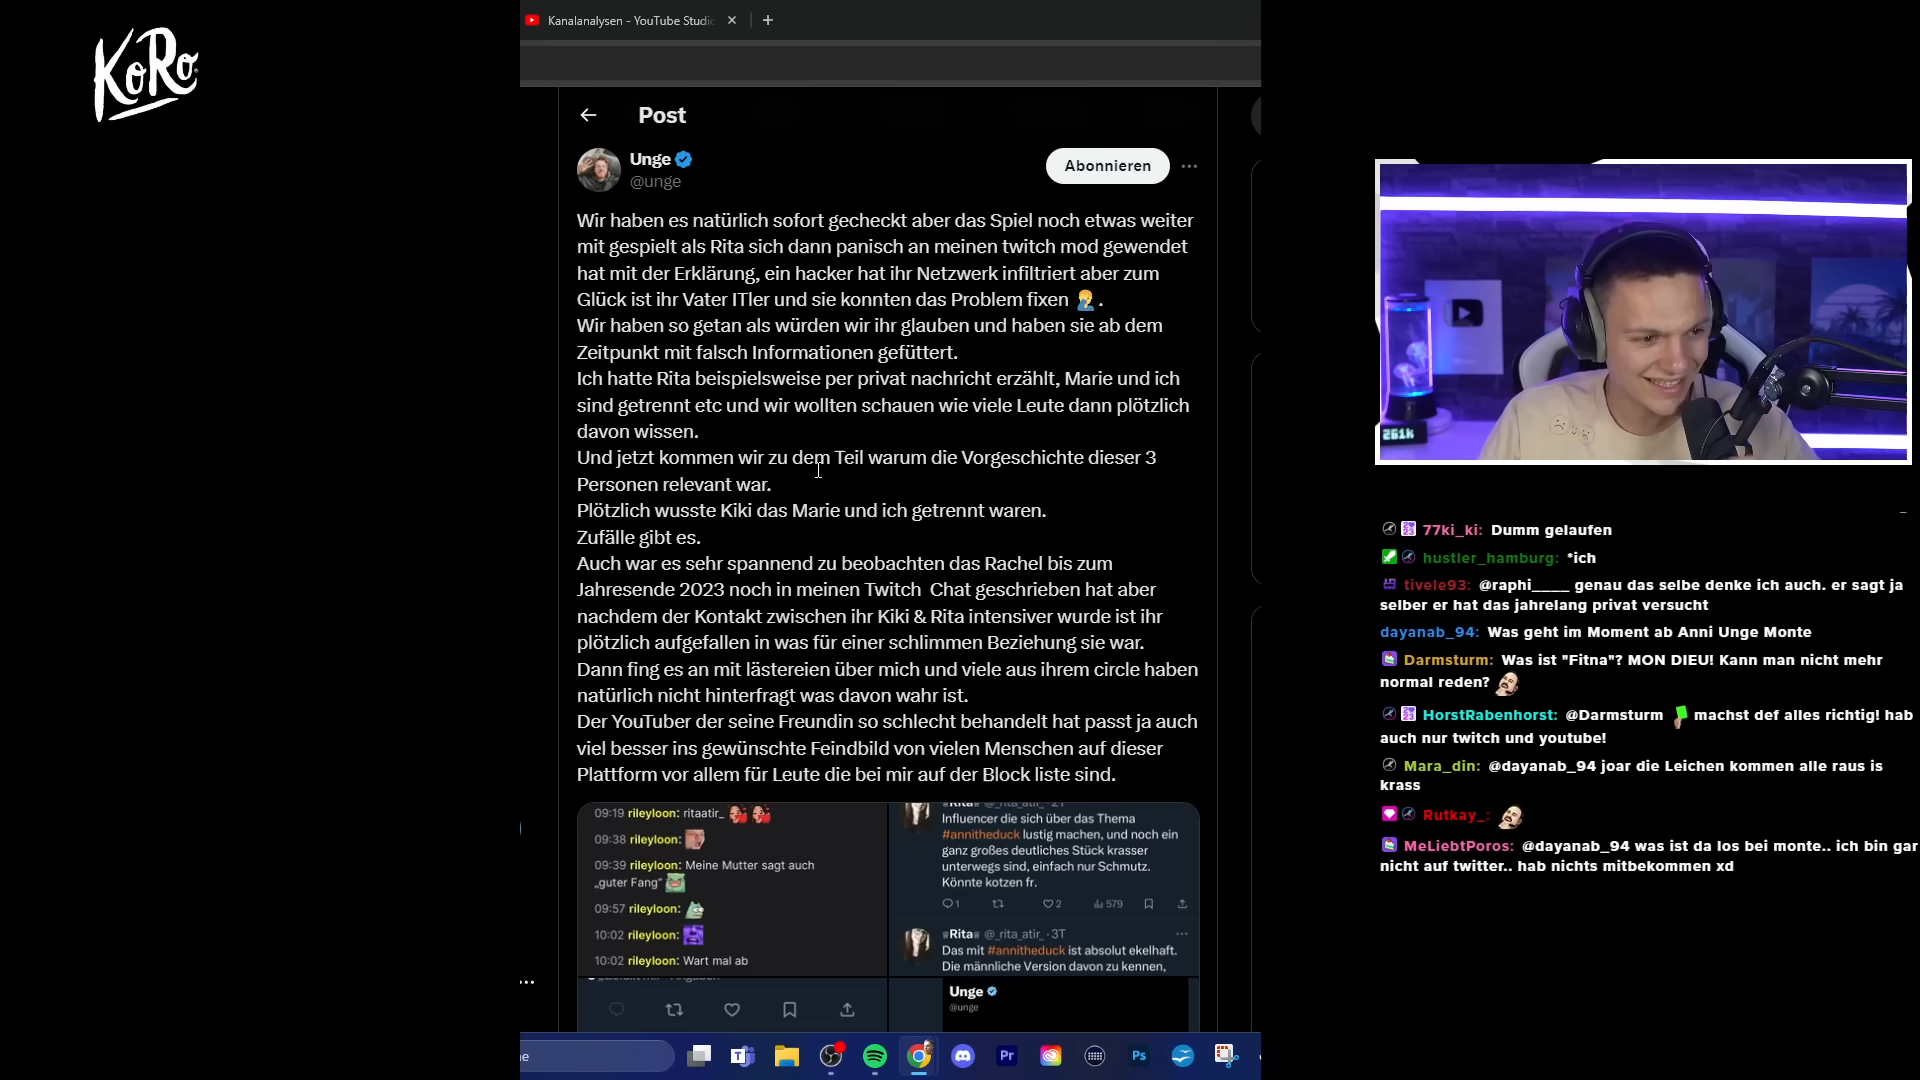 KoRo
Kanalanalysen - YouTube Studio
Post
Unge
@unge
Abonnieren
Wir haben es natürlich sofort gecheckt aber das Spiel noch etwas weiter
mit gespielt als Rita sich dann panisch an meinen twitch mod gewendet
hat mit der Erklärung, ein hacker hat ihr Netzwerk infiltriert aber zum
Glück ist ihr Vater ITler und sie konnten das Problem fixen 🤦‍♂️ .
Wir haben so getan als würden wir ihr glauben und haben sie ab dem
Zeitpunkt mit falsch Informationen gefüttert.
Ich hatte Rita beispielsweise per privat nachricht erzählt, Marie und ich
sind getrennt etc und wir wollten schauen wie viele Leute dann plötzlich
davon wissen.
Und jetzt kommen wir zu dem Teil warum die Vorgeschichte dieser 3
Personen relevant war.
Plötzlich wusste Kiki das Marie und ich getrennt waren.
Zufälle gibt es.
Auch war es sehr spannend zu beobachten das Rachel bis zum
Jahresende 2023 noch in meinen Twitch Chat geschrieben hat aber
nachdem der Kontakt zwischen ihr Kiki & Rita intensiver wurde ist ihr
plötzlich aufgefallen in was für einer schlimmen Beziehung sie war.
Dann fing es an mit lästereien über mich und viele aus ihrem circle haben
natürlich nicht hinterfragt was davon wahr ist.
Der YouTuber der seine Freundin so schlecht behandelt hat passt ja auch
viel besser ins gewünschte Feindbild von vielen Menschen auf dieser
Plattform vor allem für Leute die bei mir auf der Block liste sind.
09:19 rileyloon: ritaatir_
09:38 rileyloon:
09:39 rileyloon: Meine Mutter sagt auch
„guter Fang"
09:57 rileyloon:
10:02 rileyloon:
10:02 rileyloon: Wart mal ab
Rita @_rita_atir_ · 2T
Influencer die sich über das Thema
#annitheduck lustig machen, und noch ein
ganz großes deutliches Stück krasser
unterwegs sind, einfach nur Schmutz.
Könnte kotzen fr.
1 2 579
Rita @_rita_atir_ · 3T
Das mit #annitheduck ist absolut ekelhaft.
Die männliche Version davon zu kennen,
Unge
@unge
261k
77ki_ki: Dumm gelaufen
hustler_hamburg: *ich
tivele93: @raphi____ genau das selbe denke ich auch. er sagt ja
selber er hat das jahrelang privat versucht
dayanab_94: Was geht im Moment ab Anni Unge Monte
Darmsturm: Was ist "Fitna"? MON DIEU! Kann man nicht mehr
normal reden?
HorstRabenhorst: @Darmsturm machst def alles richtig! hab
auch nur twitch und youtube!
Mara_din: @dayanab_94 joar die Leichen kommen alle raus is
krass
Rutkay_:
MeLiebtPoros: @dayanab_94 was ist da los bei monte.. ich bin gar
nicht auf twitter.. hab nichts mitbekommen xd
Pr
Ps